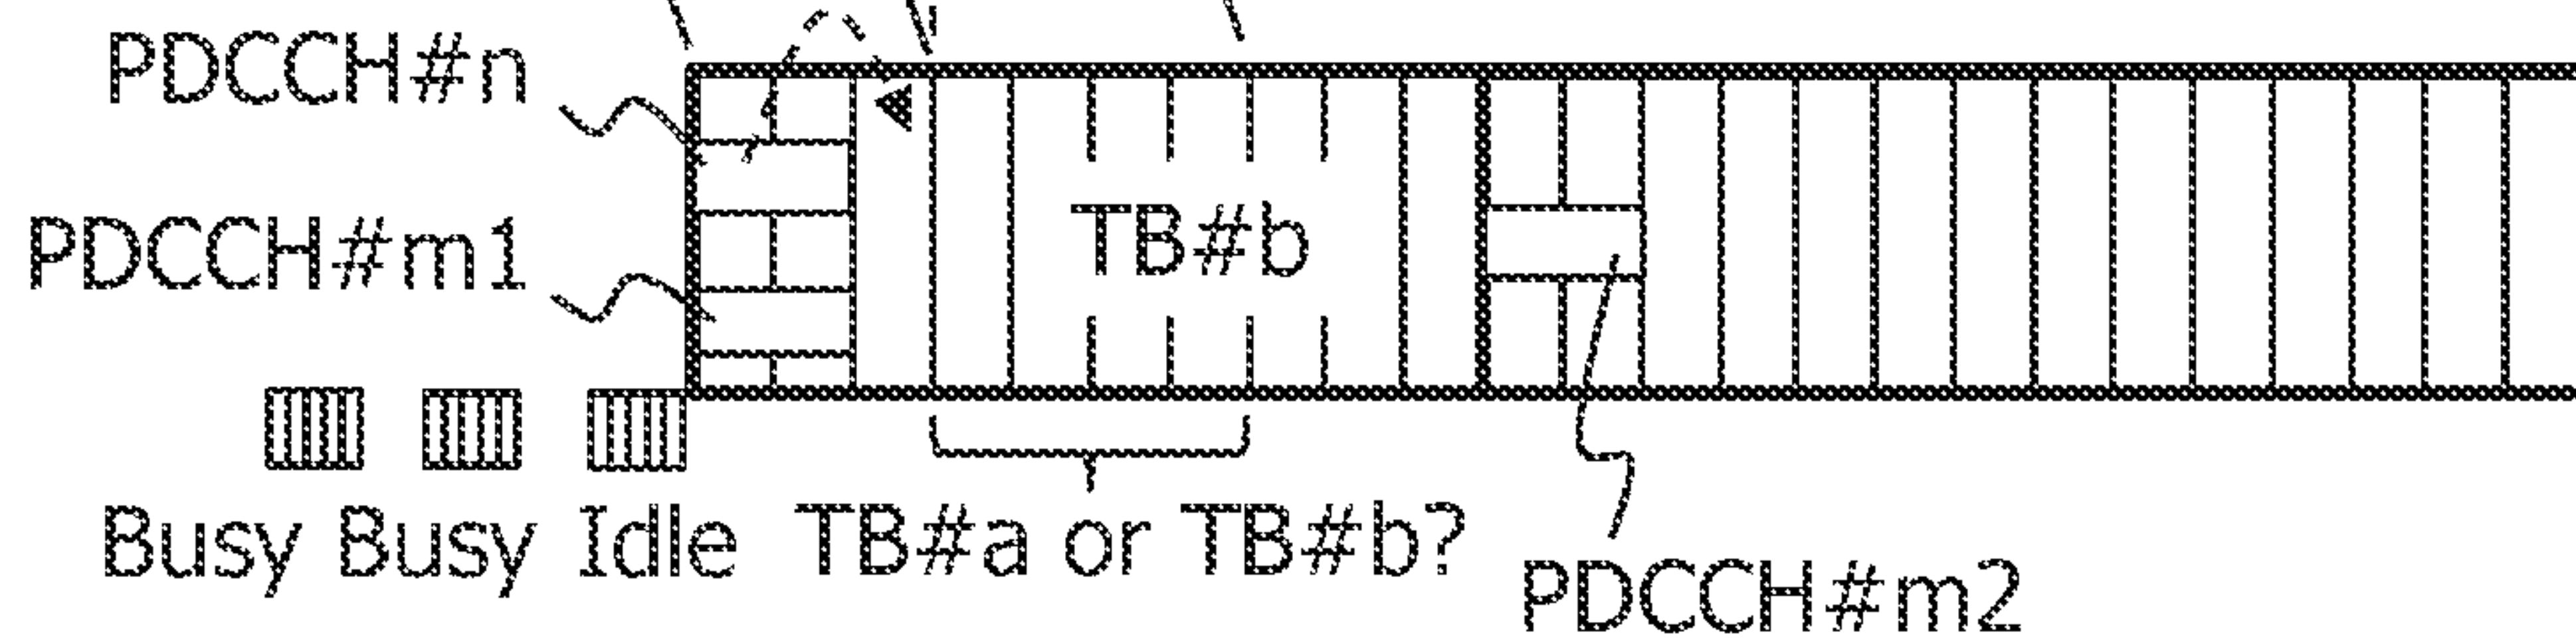 PDCCH#n
PDCCH#m1
TB#b
Busy Busy Idle TB#a or TB#b?
PDCCH#m2